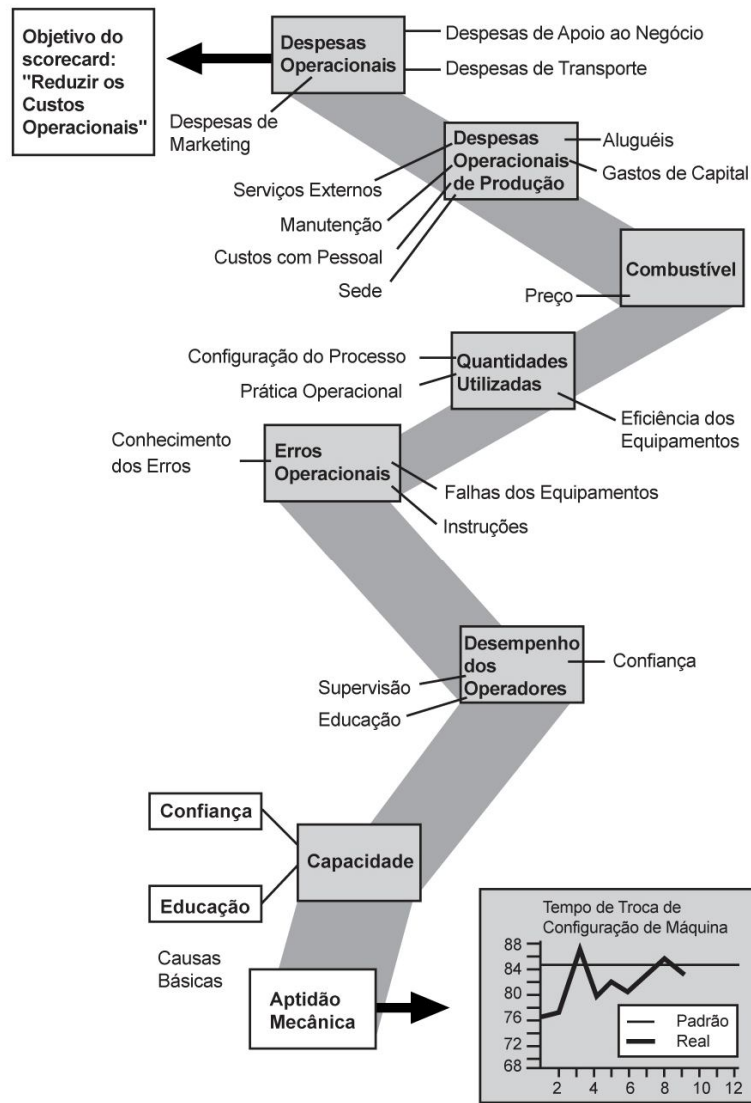 Objetivo do
scorecard:
"Reduzir os
Custos
Operacionais"
Despesas
Operacionais
Despesas de Apoio ao Negócio
Despesas de Transporte
Despesas de
Marketing
Despesas
Operacionais
de Produção
Aluguéis
Gastos de Capital
Serviços Externos
Manutenção
Custos com Pessoal
Sede
Combustível
Preço
Configuração do Processo
Prática Operacional
Quantidades
Utilizadas
Eficiência dos
Equipamentos
Conhecimento
dos Erros
Erros
Operacionais
Falhas dos Equipamentos
Instruções
Desempenho
dos
Operadores
Confiança
Supervisão
Educação
Confiança
Capacidade
Educação
Causas
Básicas
Aptidão
Mecânica
Tempo de Troca de
Configuração de Máquina
88
84
80
76
72
68
Padrão
Real
2 4 6 8 10 12